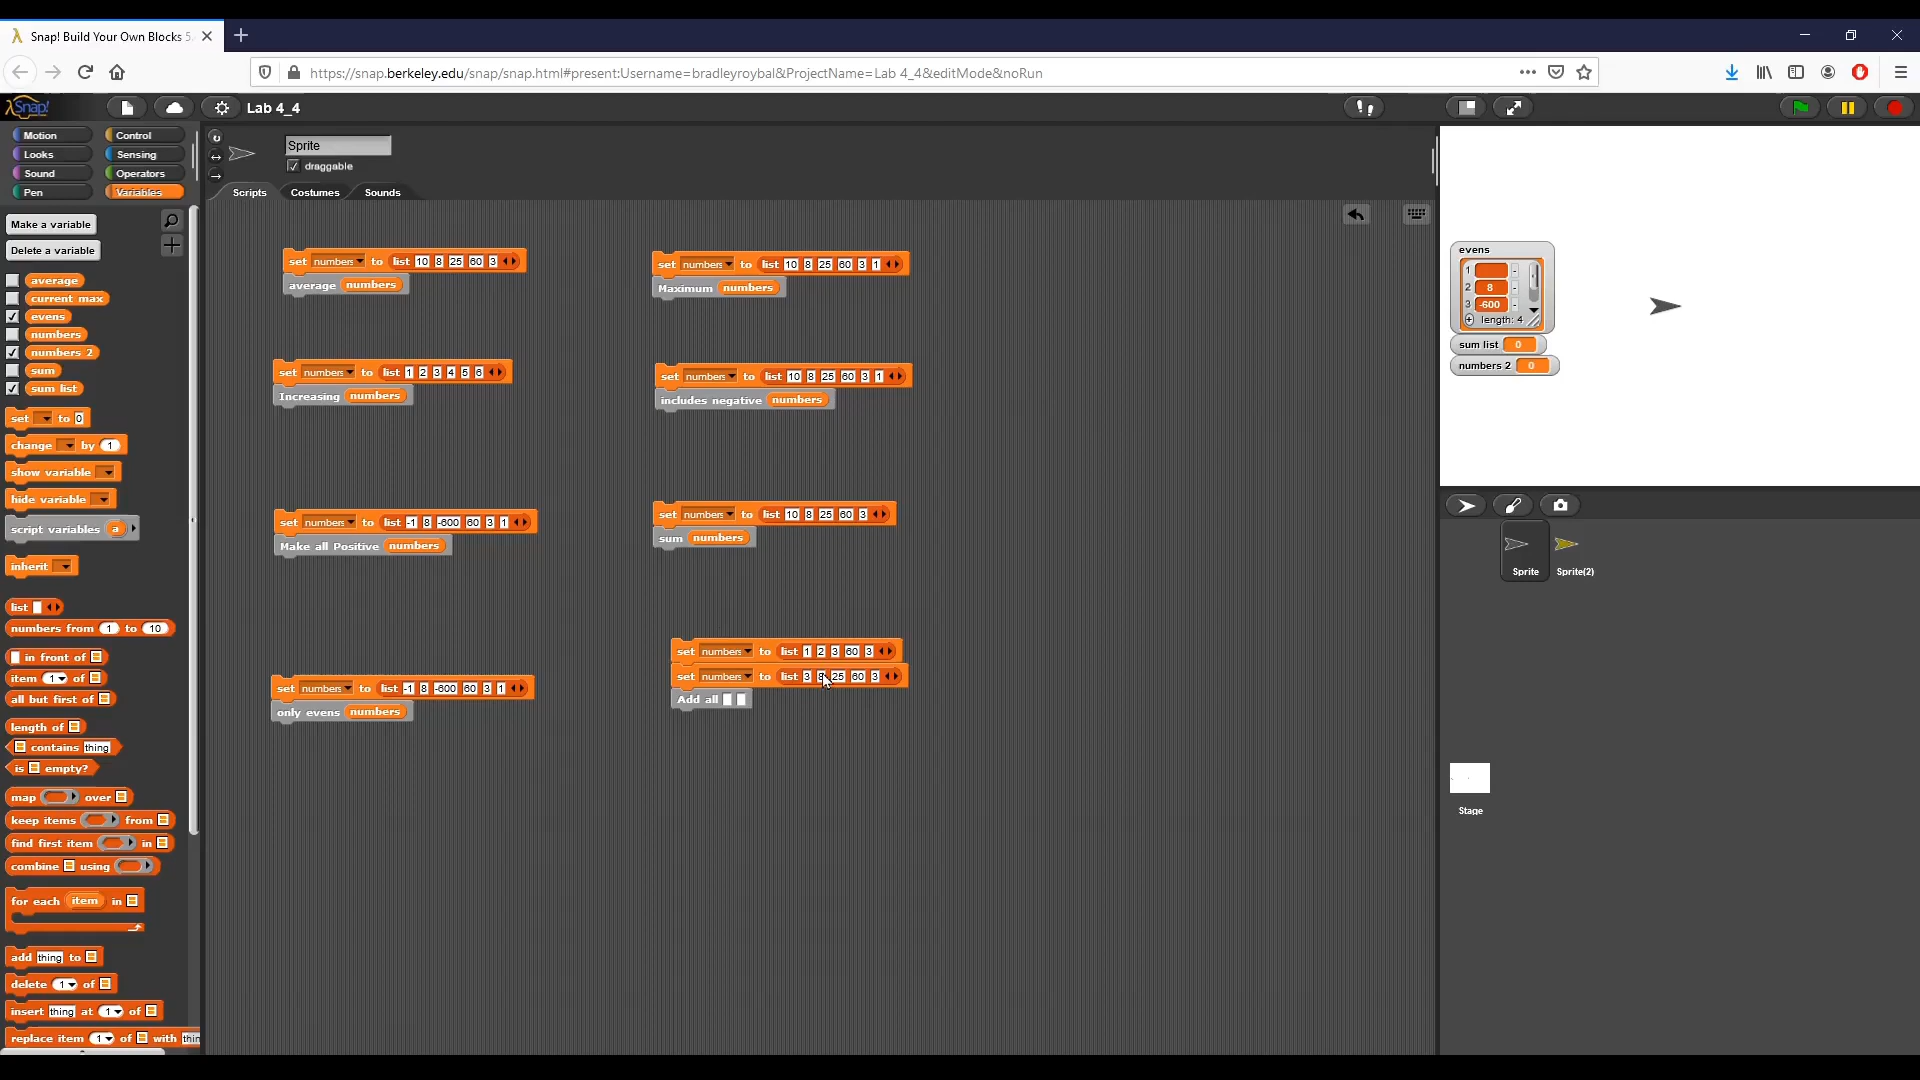 Snap! Build Your Own Blocks 5
https://snap.berkeley.edu/snap/snap.html#present:Username=bradleyroybal&ProjectName=Lab 4_4&editMode&noRun
Snap! Lab 4_4
Motion Control
Looks Sensing
Sound Operators
Pen Variables
Make a variable
Delete a variable
average
current max
evens
numbers
numbers 2
sum
sum list
set to 0
change by 1
show variable
hide variable
script variables a
inherit
list
numbers from 1 to 10
in front of
item 1 of
all but first of
length of
contains thing
is empty?
map over
keep items from
find first item in
combine using
for each item in
add thing to
delete 1 of
insert thing at 1 of
replace item 1 of with thin
Sprite
draggable
Scripts Costumes Sounds
set numbers to list 10 8 25 60 3
average numbers
set numbers to list 10 8 25 60 3 1
Maximum numbers
set numbers to list 1 2 3 4 5 6
Increasing numbers
set numbers to list 10 8 25 60 3 1
includes negative numbers
set numbers to list -1 8 -600 60 3 1
Make all Positive numbers
set numbers to list 10 8 25 60 3
sum numbers
set numbers to list 1 2 3 60 3
set numbers to list 3 8 25 60 3
Add all
set numbers to list -1 8 -600 60 3 1
only evens numbers
evens
1 -
2 8 -
3 -600 -
length: 4
sum list 0
numbers 2 0
Sprite Sprite(2)
Stage